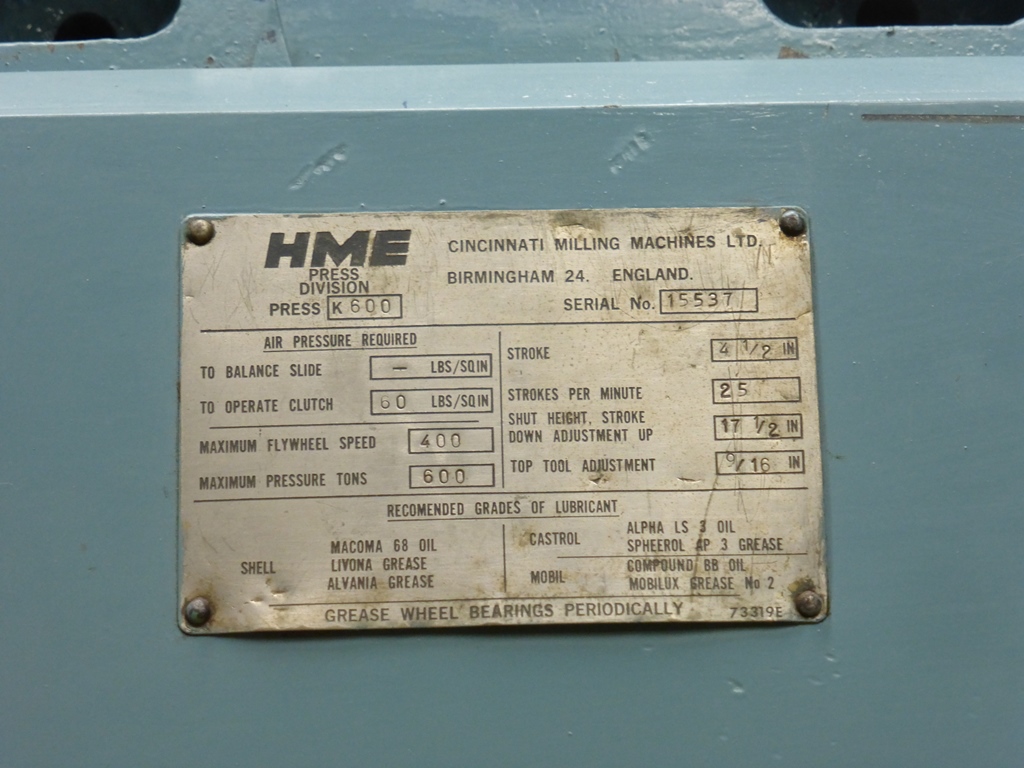 HME
PRESS
DIVISION
PRESS K 600
CINCINNATI MILLING MACHINES LTD.
BIRMINGHAM 24. ENGLAND.
SERIAL No. 15537
AIR PRESSURE REQUIRED
TO BALANCE SLIDE — LBS/SQIN
TO OPERATE CLUTCH 60 LBS/SQIN
MAXIMUM FLYWHEEL SPEED 400
MAXIMUM PRESSURE TONS 600
STROKE 4 1/2 IN
STROKES PER MINUTE 25
SHUT HEIGHT, STROKE
DOWN ADJUSTMENT UP 17 1/2 IN
TOP TOOL ADJUSTMENT 9/16 IN
RECOMENDED GRADES OF LUBRICANT
SHELL
MACOMA 68 OIL
LIVONA GREASE
ALVANIA GREASE
CASTROL
ALPHA LS 3 OIL
SPHEEROL AP 3 GREASE
MOBIL
COMPOUND BB OIL
MOBILUX GREASE No 2
GREASE WHEEL BEARINGS PERIODICALLY
73319E